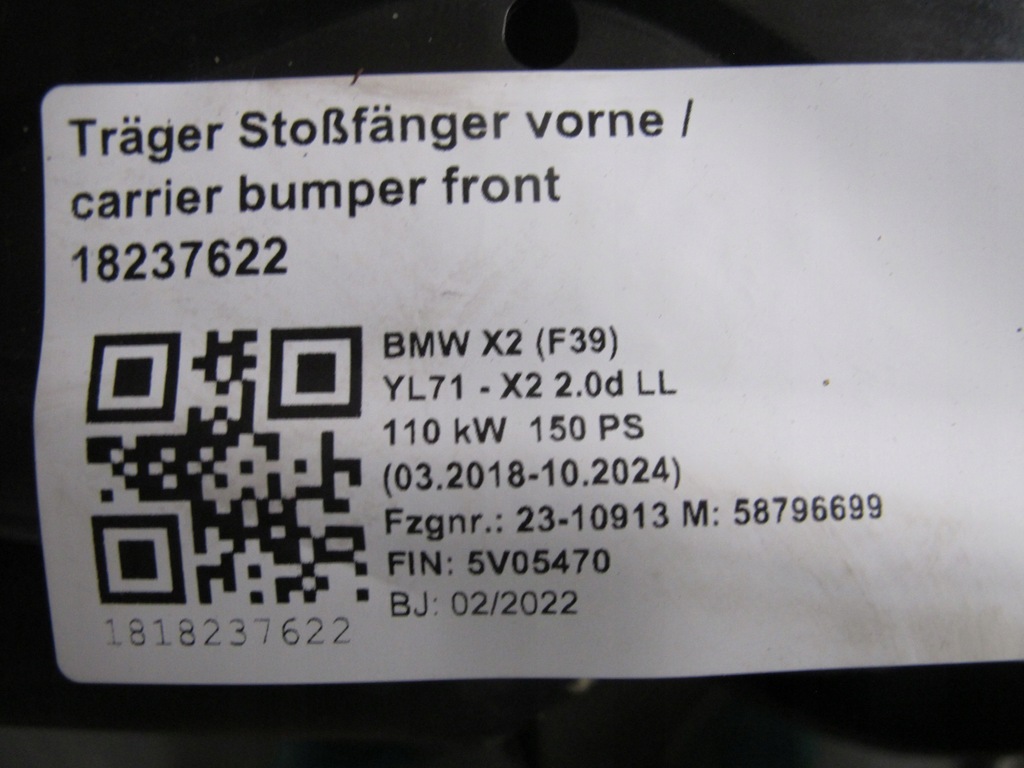 Träger Stoßfänger vorne /
carrier bumper front
18237622
BMW X2 (F39)
YL71 - X2 2.0d LL
110 kW 150 PS
(03.2018-10.2024)
Fzgnr.: 23-10913 M: 58796699
FIN: 5V05470
BJ: 02/2022
1818237622